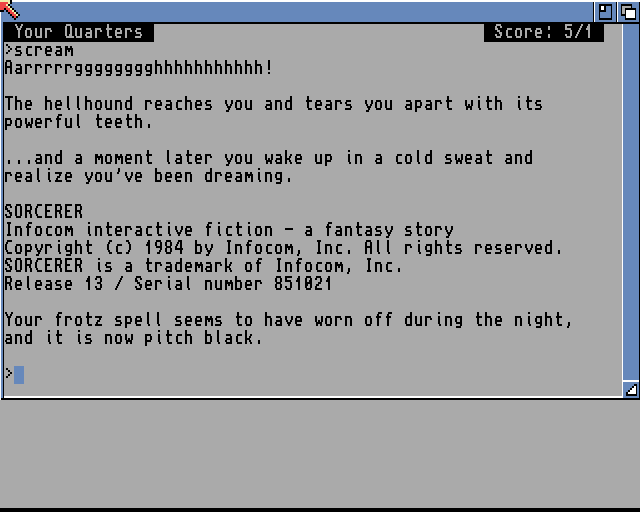 Your Quarters Score: 5/1
>scream
Aarrrrrggggggggghhhhhhhhhhh!
The hellhound reaches you and tears you apart with its
powerful teeth.
...and a moment later you wake up in a cold sweat and
realize you've been dreaming.
SORCERER
Infocom interactive fiction - a fantasy story
Copyright (c) 1984 by Infocom, Inc. All rights reserved.
SORCERER is a trademark of Infocom, Inc.
Release 13 / Serial number 851021
Your frotz spell seems to have worn off during the night,
and it is now pitch black.
>